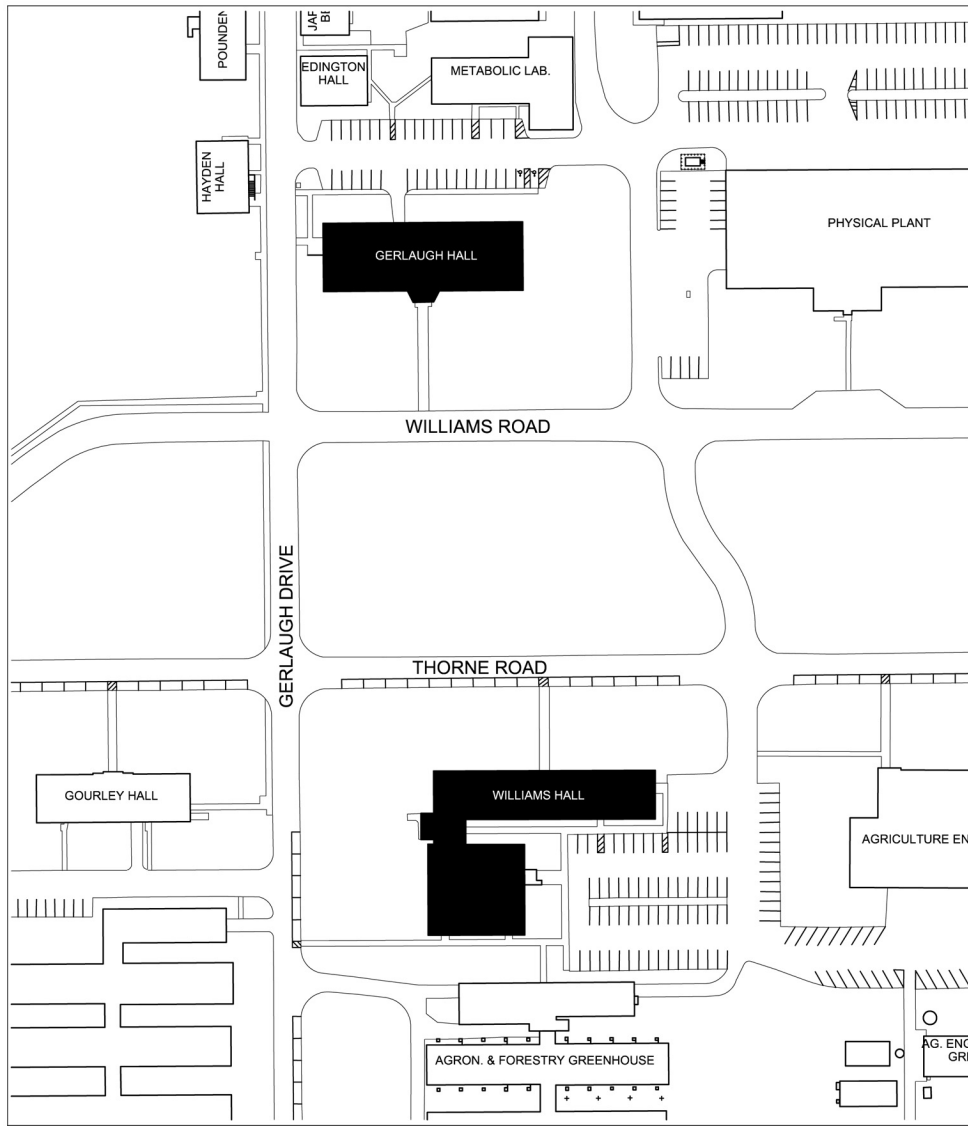 POUNDEN
EDINGTON
HALL
METABOLIC LAB.
HAYDEN
HALL
PHYSICAL PLANT
GERLAUGH HALL
WILLIAMS ROAD
GERLAUGH DRIVE
THORNE ROAD
GOURLEY HALL
WILLIAMS HALL
AGRICULTURE EN
AGRON. & FORESTRY GREENHOUSE
AG. ENG